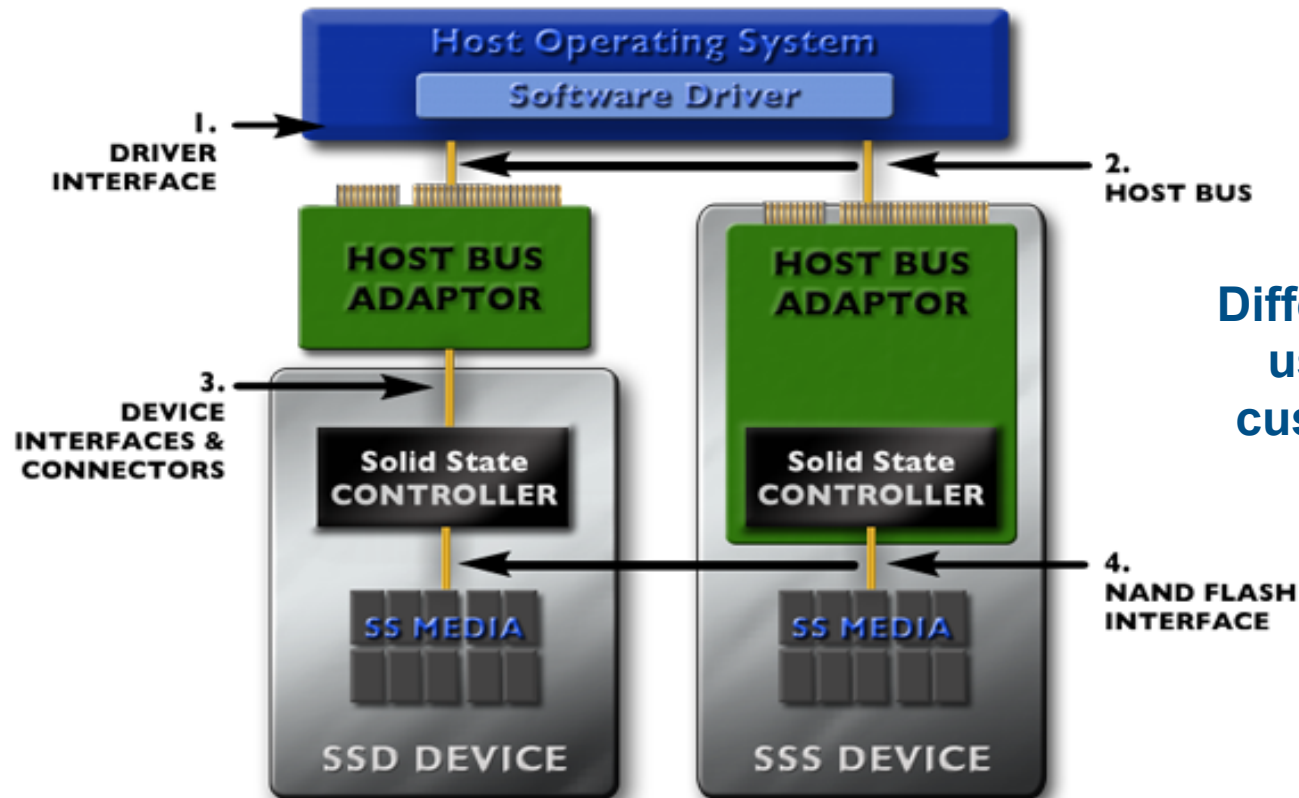 Host Operating System
Software Driver
1.
DRIVER
INTERFACE
2.
HOST BUS
HOST BUS
ADAPTOR
HOST BUS
ADAPTOR
3.
DEVICE
INTERFACES &
CONNECTORS
Solid State
CONTROLLER
Solid State
CONTROLLER
4.
NAND FLASH
INTERFACE
SS MEDIA
SS MEDIA
SSD DEVICE
SSS DEVICE